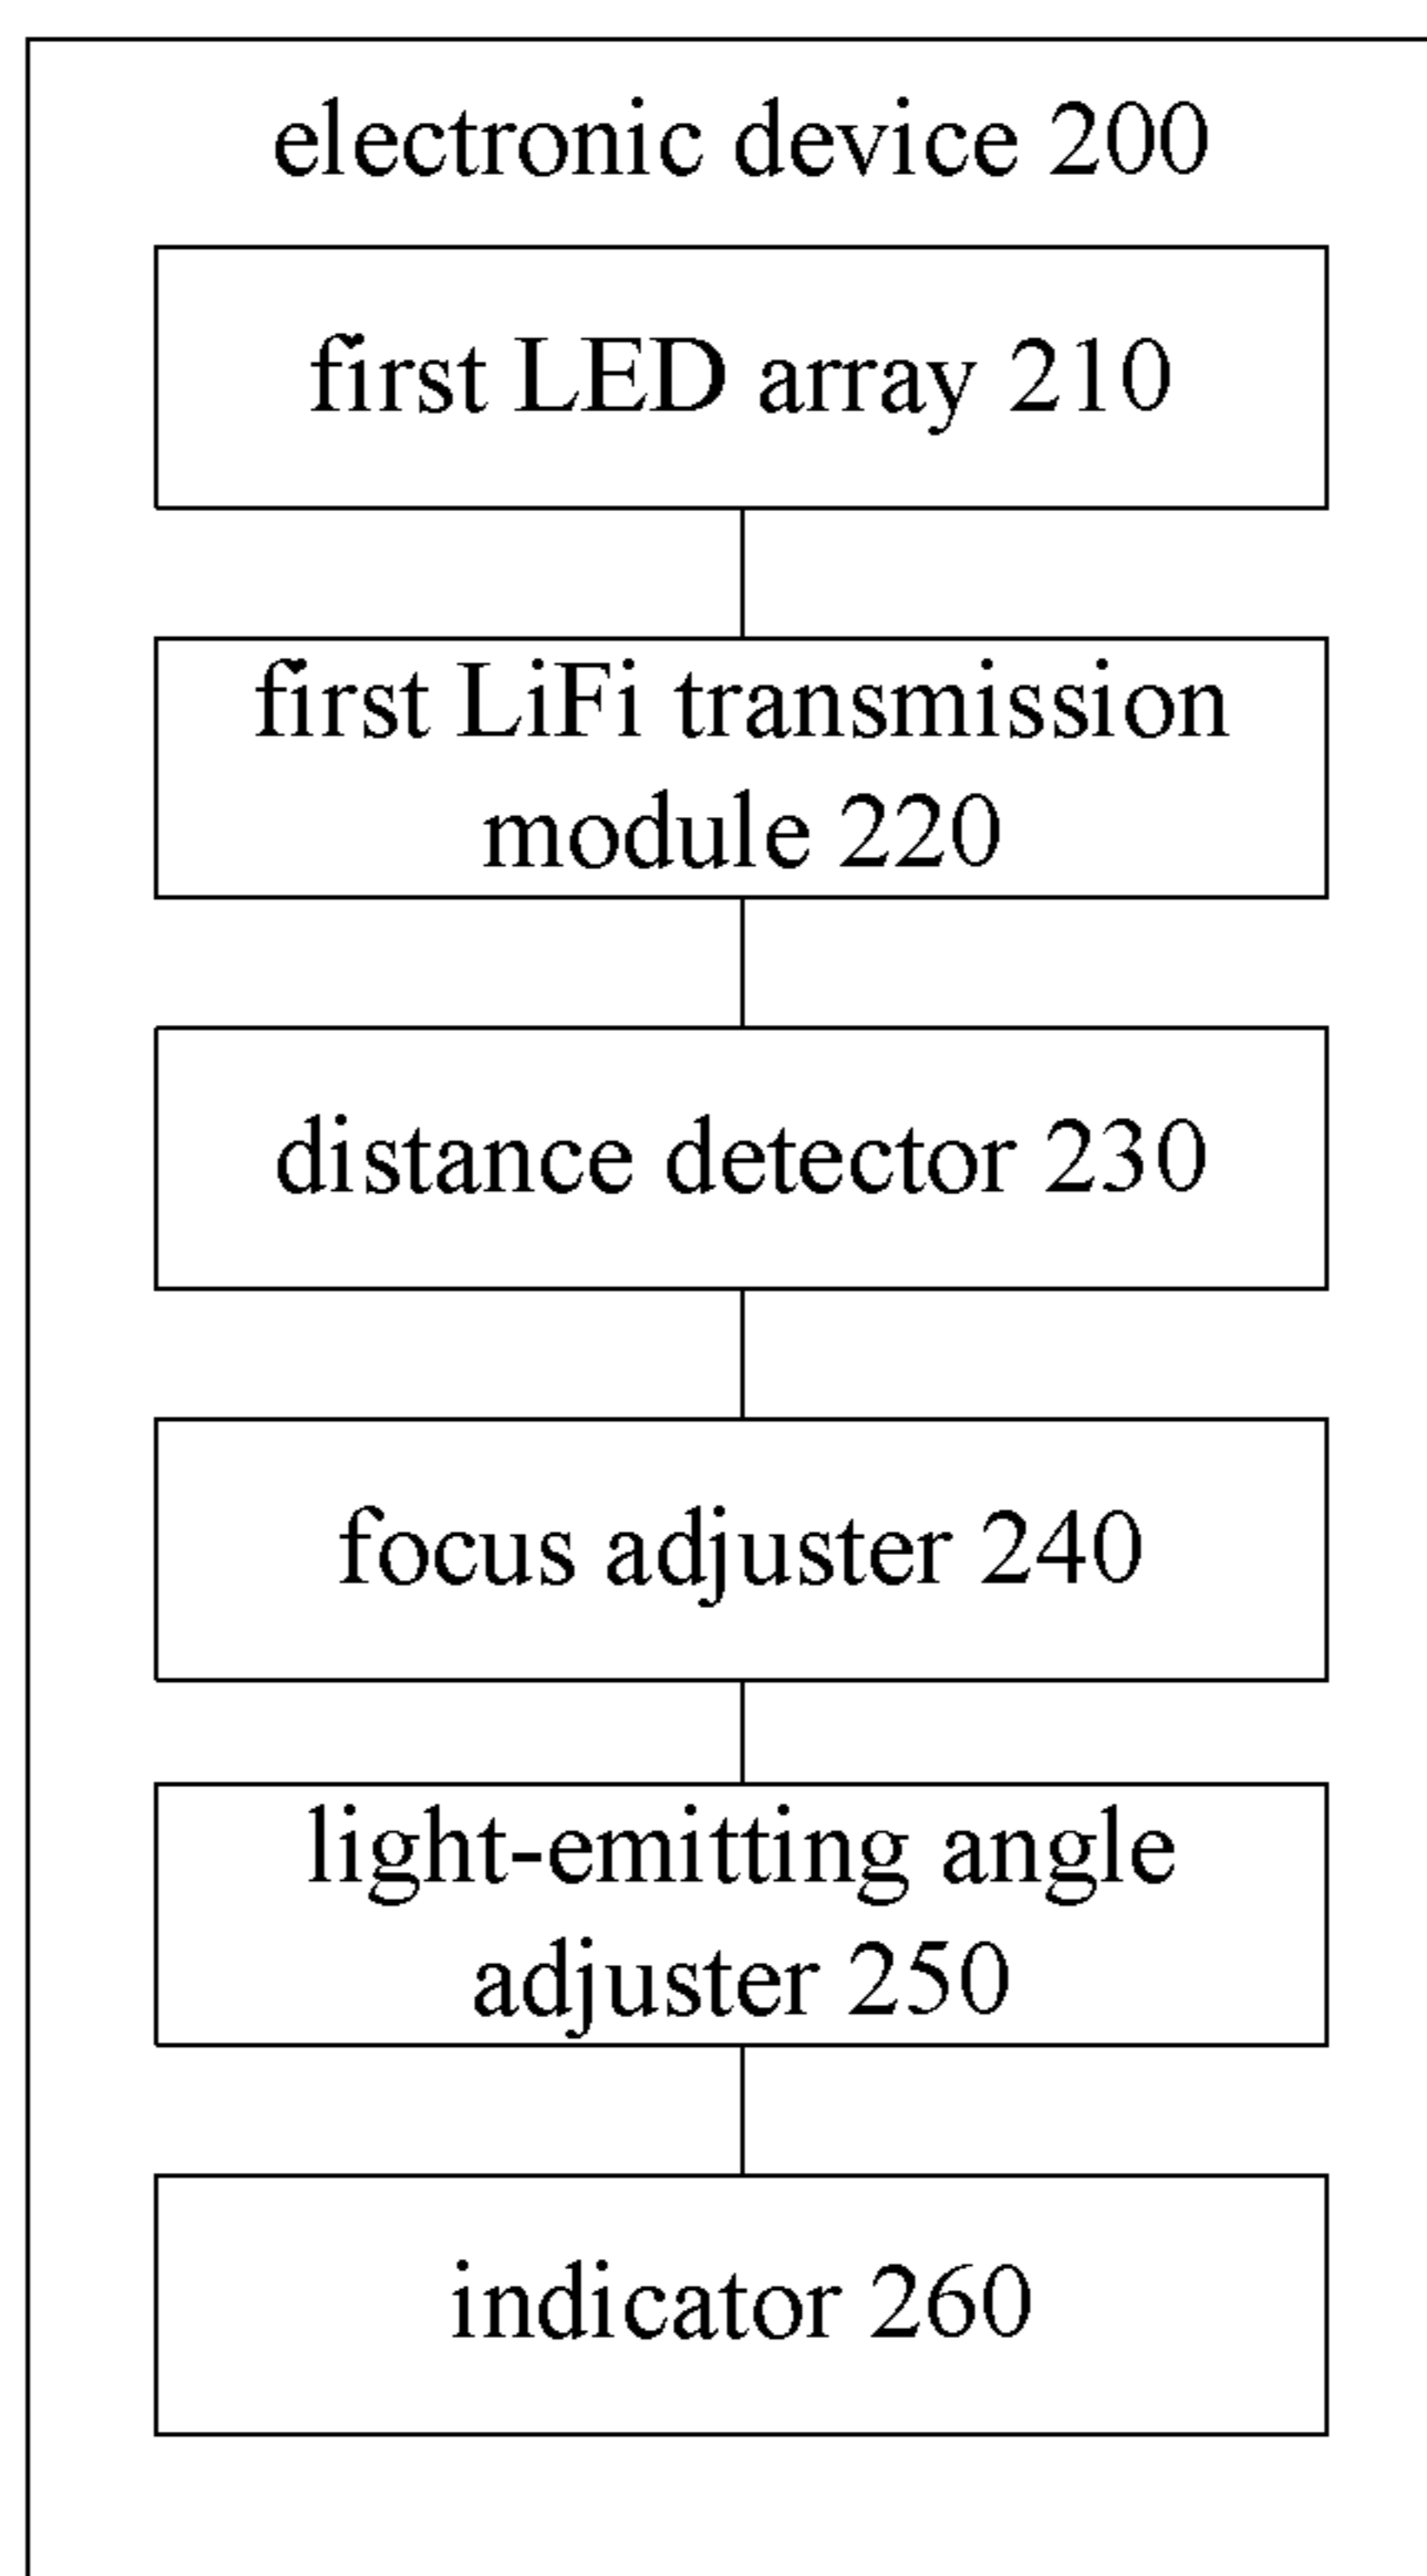 electronic device 200
first LED array 210
first LiFi transmission
module 220
distance detector 230
focus adjuster 240
light-emitting angle
adjuster 250
indicator 260